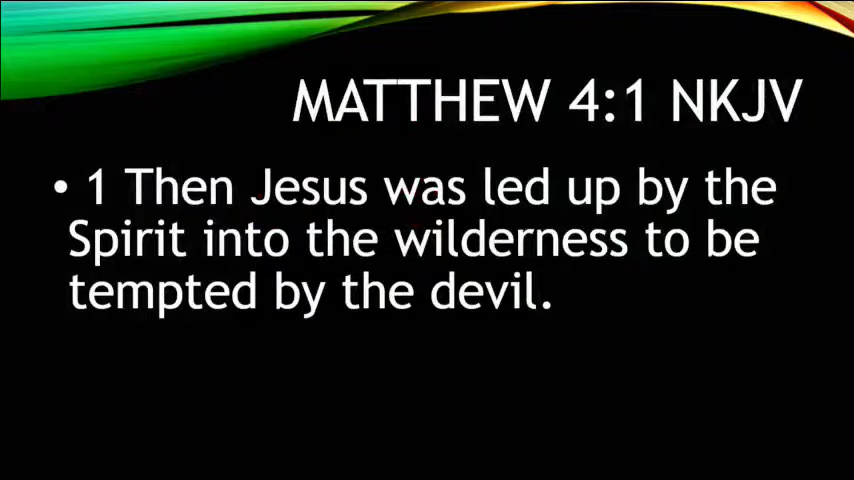 MATTHEW 4:1 NKJV
• 1 Then Jesus was led up by the
Spirit into the wilderness to be
tempted by the devil.